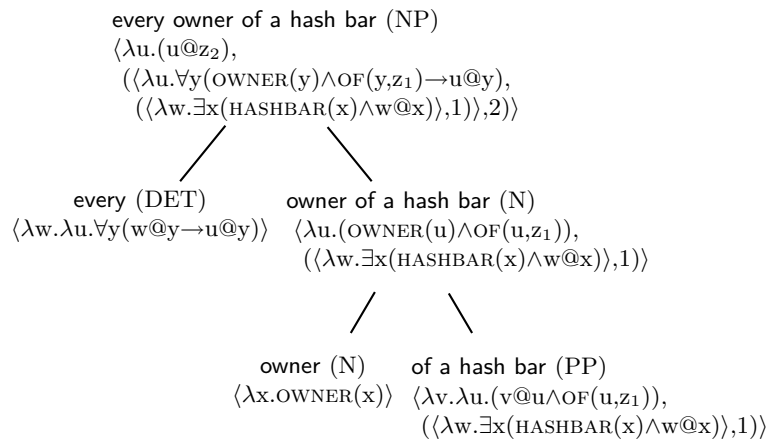 every owner of a hash bar (NP)
⟨λu.(u@z₂),
(⟨λu.∀y(OWNER(y)∧OF(y,z₁)→u@y),
(⟨λw.∃x(HASHBAR(x)∧w@x)⟩,1)⟩,2)⟩
every (DET)
⟨λw.λu.∀y(w@y→u@y)⟩
owner of a hash bar (N)
⟨λu.(OWNER(u)∧OF(u,z₁)),
(⟨λw.∃x(HASHBAR(x)∧w@x)⟩,1)⟩
owner (N)
⟨λx.OWNER(x)⟩
of a hash bar (PP)
⟨λv.λu.(v@u∧OF(u,z₁)),
(⟨λw.∃x(HASHBAR(x)∧w@x)⟩,1)⟩